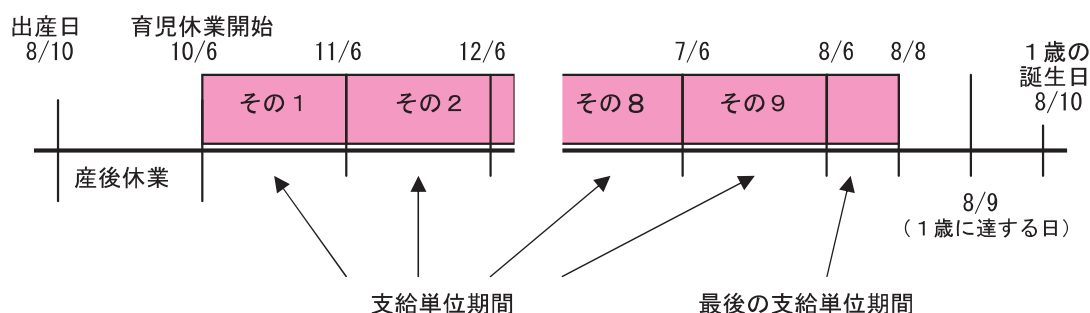 出産日
8/10
育児休業開始
10/6
11/6
12/6
7/6
8/6
8/8
1歳の
誕生日
8/10
その1
その2
その8
その9
産後休業
8/9
(1歳に達する日)
支給単位期間
最後の支給単位期間